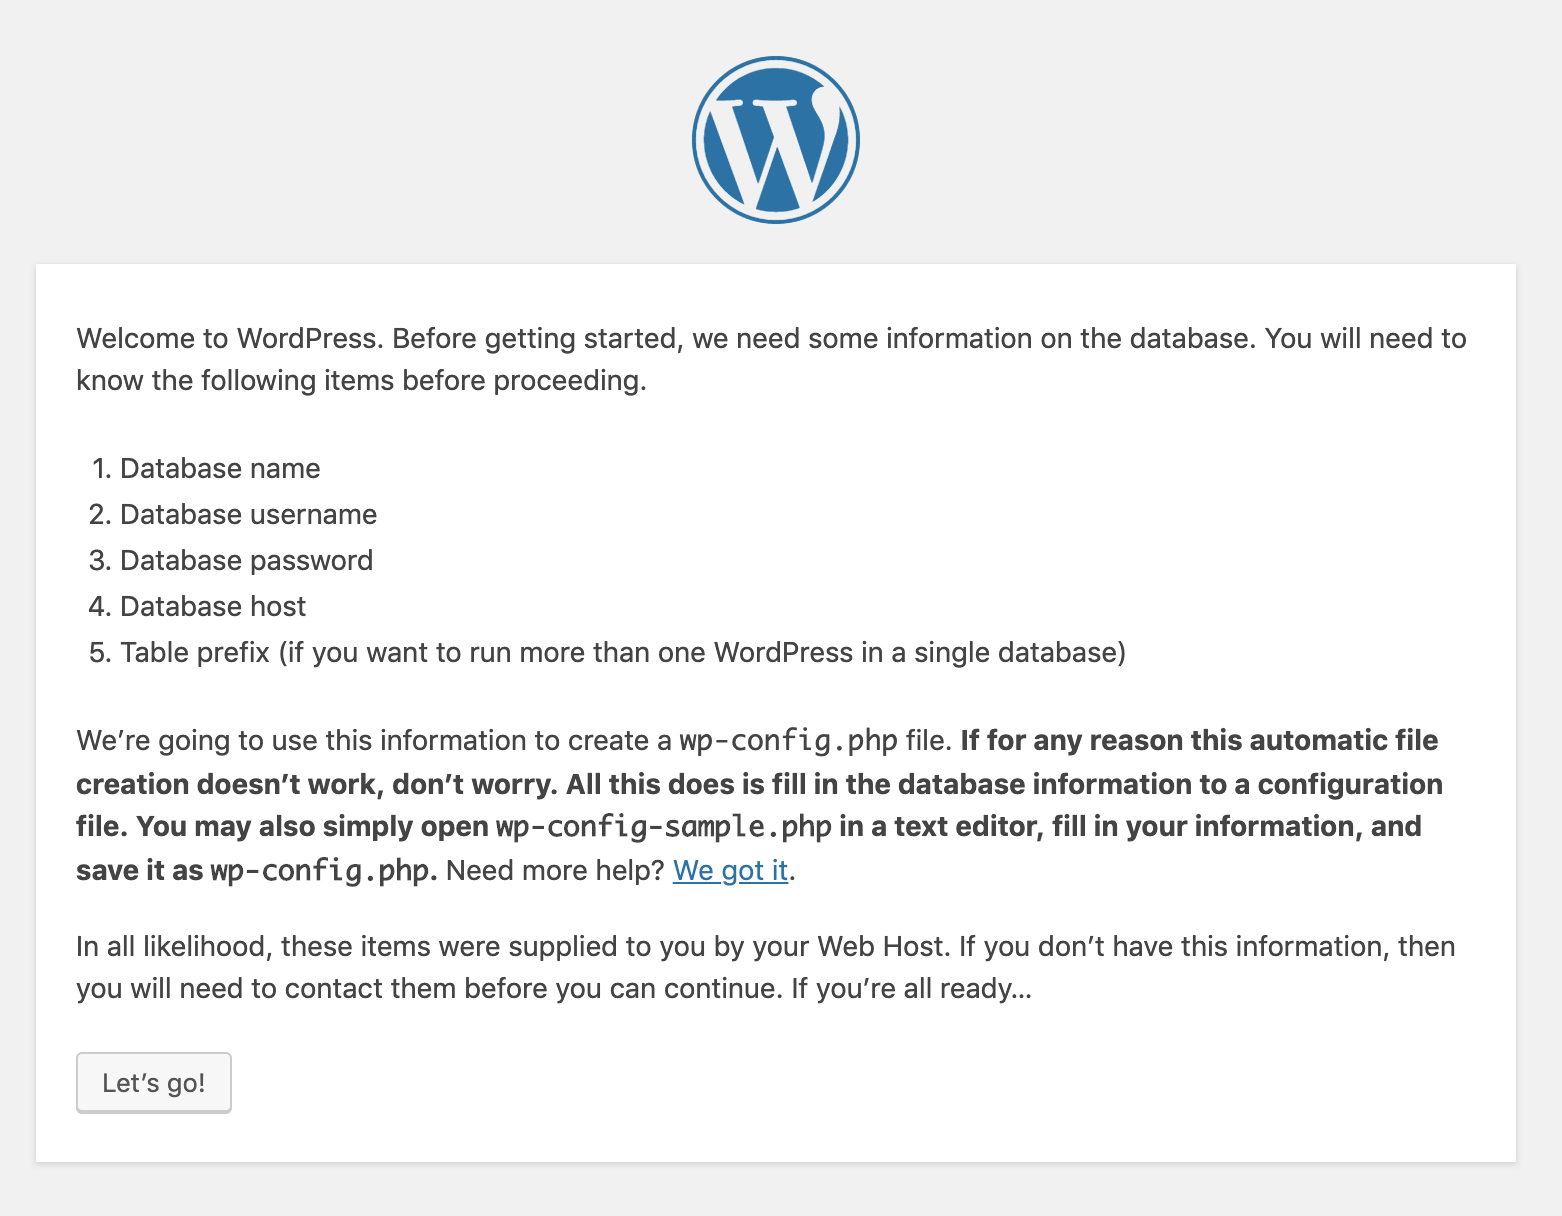 Welcome to WordPress. Before getting started, we need some information on the database. You will need to
know the following items before proceeding.
1. Database name
2. Database username
3. Database password
4. Database host
5. Table prefix (if you want to run more than one WordPress in a single database)
We’re going to use this information to create a wp-config.php file. If for any reason this automatic file
creation doesn’t work, don’t worry. All this does is fill in the database information to a configuration
file. You may also simply open wp-config-sample.php in a text editor, fill in your information, and
save it as wp-config.php. Need more help? We got it.
In all likelihood, these items were supplied to you by your Web Host. If you don’t have this information, then
you will need to contact them before you can continue. If you’re all ready…
Let’s go!